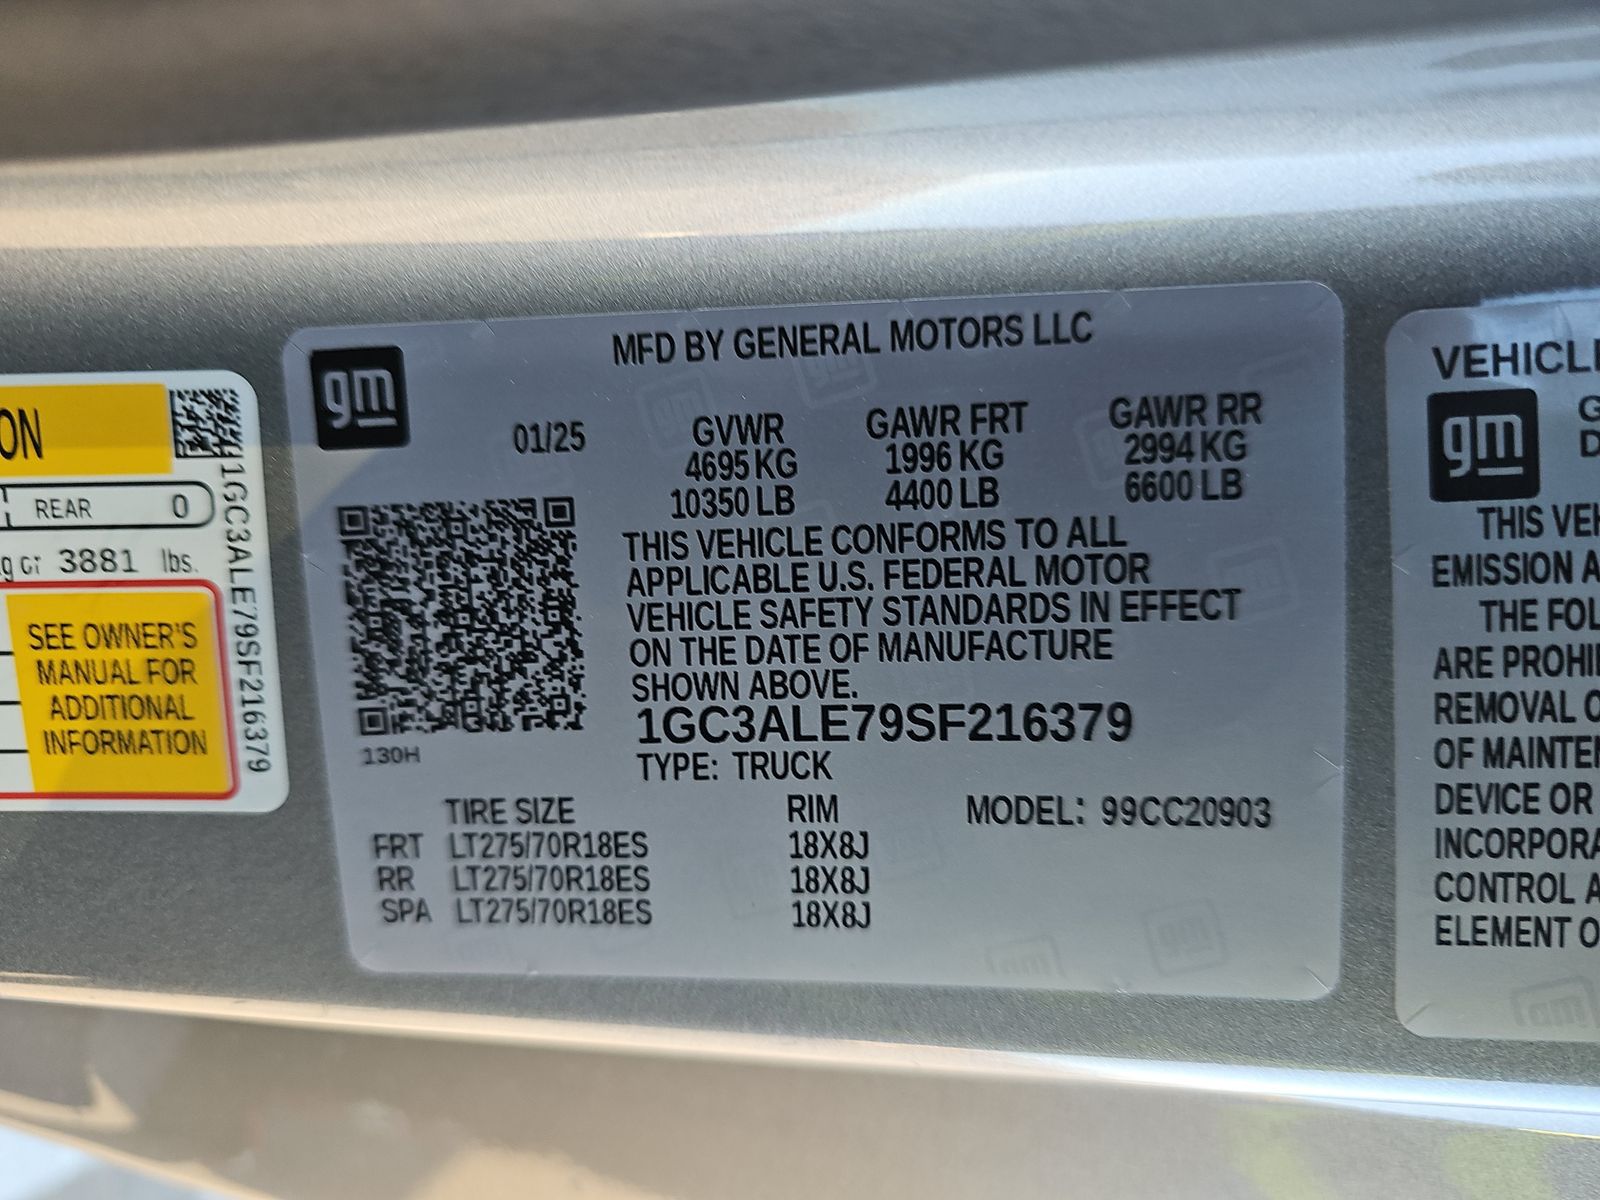 ON
REAR 0
3881 lbs.
SEE OWNER'S
MANUAL FOR
ADDITIONAL
INFORMATION
1GC3ALE79SF216379
gm
MFD BY GENERAL MOTORS LLC
01/25
GVWR GAWR FRT GAWR RR
4695 KG 1996 KG 2994 KG
10350 LB 4400 LB 6600 LB
THIS VEHICLE CONFORMS TO ALL
APPLICABLE U.S. FEDERAL MOTOR
VEHICLE SAFETY STANDARDS IN EFFECT
ON THE DATE OF MANUFACTURE
SHOWN ABOVE.
1GC3ALE79SF216379
130H
TYPE: TRUCK
TIRE SIZE RIM MODEL: 99CC20903
FRT LT275/70R18ES 18X8J
RR LT275/70R18ES 18X8J
SPA LT275/70R18ES 18X8J
VEHICLE
gm
THIS VEH
EMISSION A
THE FOL
ARE PROHI
REMOVAL O
OF MAINTEN
DEVICE OR
INCORPORA
CONTROL A
ELEMENT O